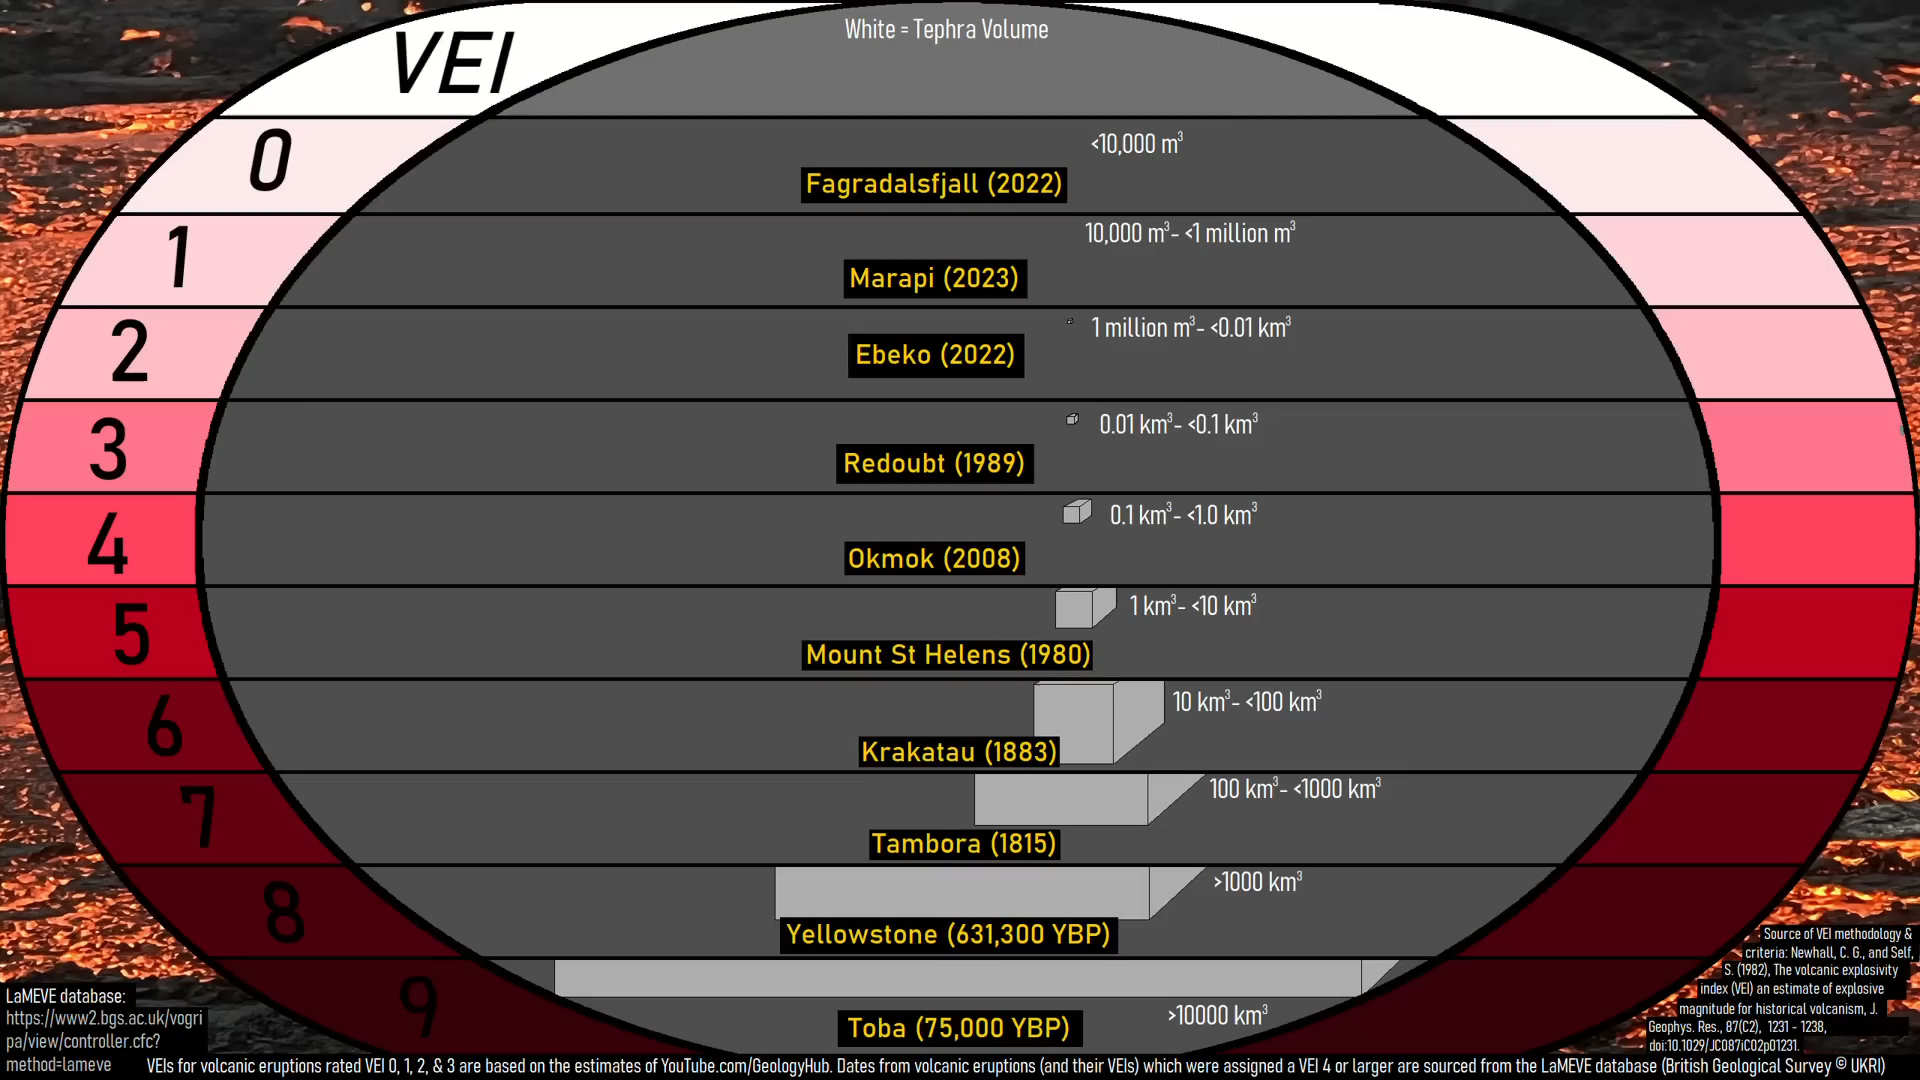 White = Tephra Volume
VEI
0
<10,000 m³
Fagradalsfjall (2022)
1
10,000 m³- <1 million m³
Marapi (2023)
2
1 million m³- <0.01 km³
Ebeko (2022)
3
0.01 km³- <0.1 km³
Redoubt (1989)
4
0.1 km³- <1.0 km³
Okmok (2008)
5
1 km³- <10 km³
Mount St Helens (1980)
6
10 km³- <100 km³
Krakatau (1883)
7
100 km³- <1000 km³
Tambora (1815)
8
>1000 km³
Yellowstone (631,300 YBP)
9
>10000 km³
Toba (75,000 YBP)
Source of VEI methodology &
criteria: Newhall, C. G., and Self,
S. (1982), The volcanic explosivity
index (VEI) an estimate of explosive
magnitude for historical volcanism, J.
Geophys. Res., 87(C2), 1231 - 1238,
doi:10.1029/JC087iC02p01231.
LaMEVE database:
https://www2.bgs.ac.uk/vogri
pa/view/controller.cfc?
method=lameve
VEIs for volcanic eruptions rated VEI 0, 1, 2, & 3 are based on the estimates of YouTube.com/GeologyHub. Dates from volcanic eruptions (and their VEIs) which were assigned a VEI 4 or larger are sourced from the LaMEVE database (British Geological Survey © UKRI)